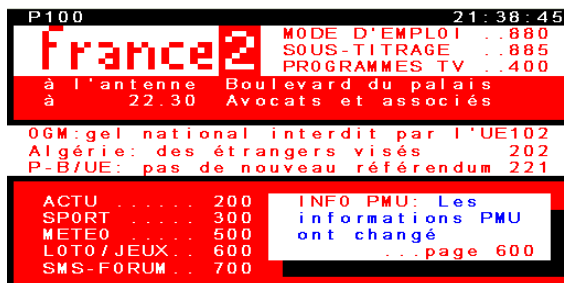 P100 21:38:45
france 2
MODE D'EMPLOI ..880
SOUS-TITRAGE ..885
PROGRAMMES TV ..400
à l'antenne Boulevard du palais
à 22.30 Avocats et associés
OGM:gel national interdit par l'UE102
Algérie: des étrangers visés 202
P-B/UE: pas de nouveau référendum 221
ACTU ...... 200
SPORT ..... 300
METEO ..... 500
LOTO/JEUX.. 600
SMS-FORUM.. 700
INFO PMU: Les
informations PMU
ont changé
...page 600